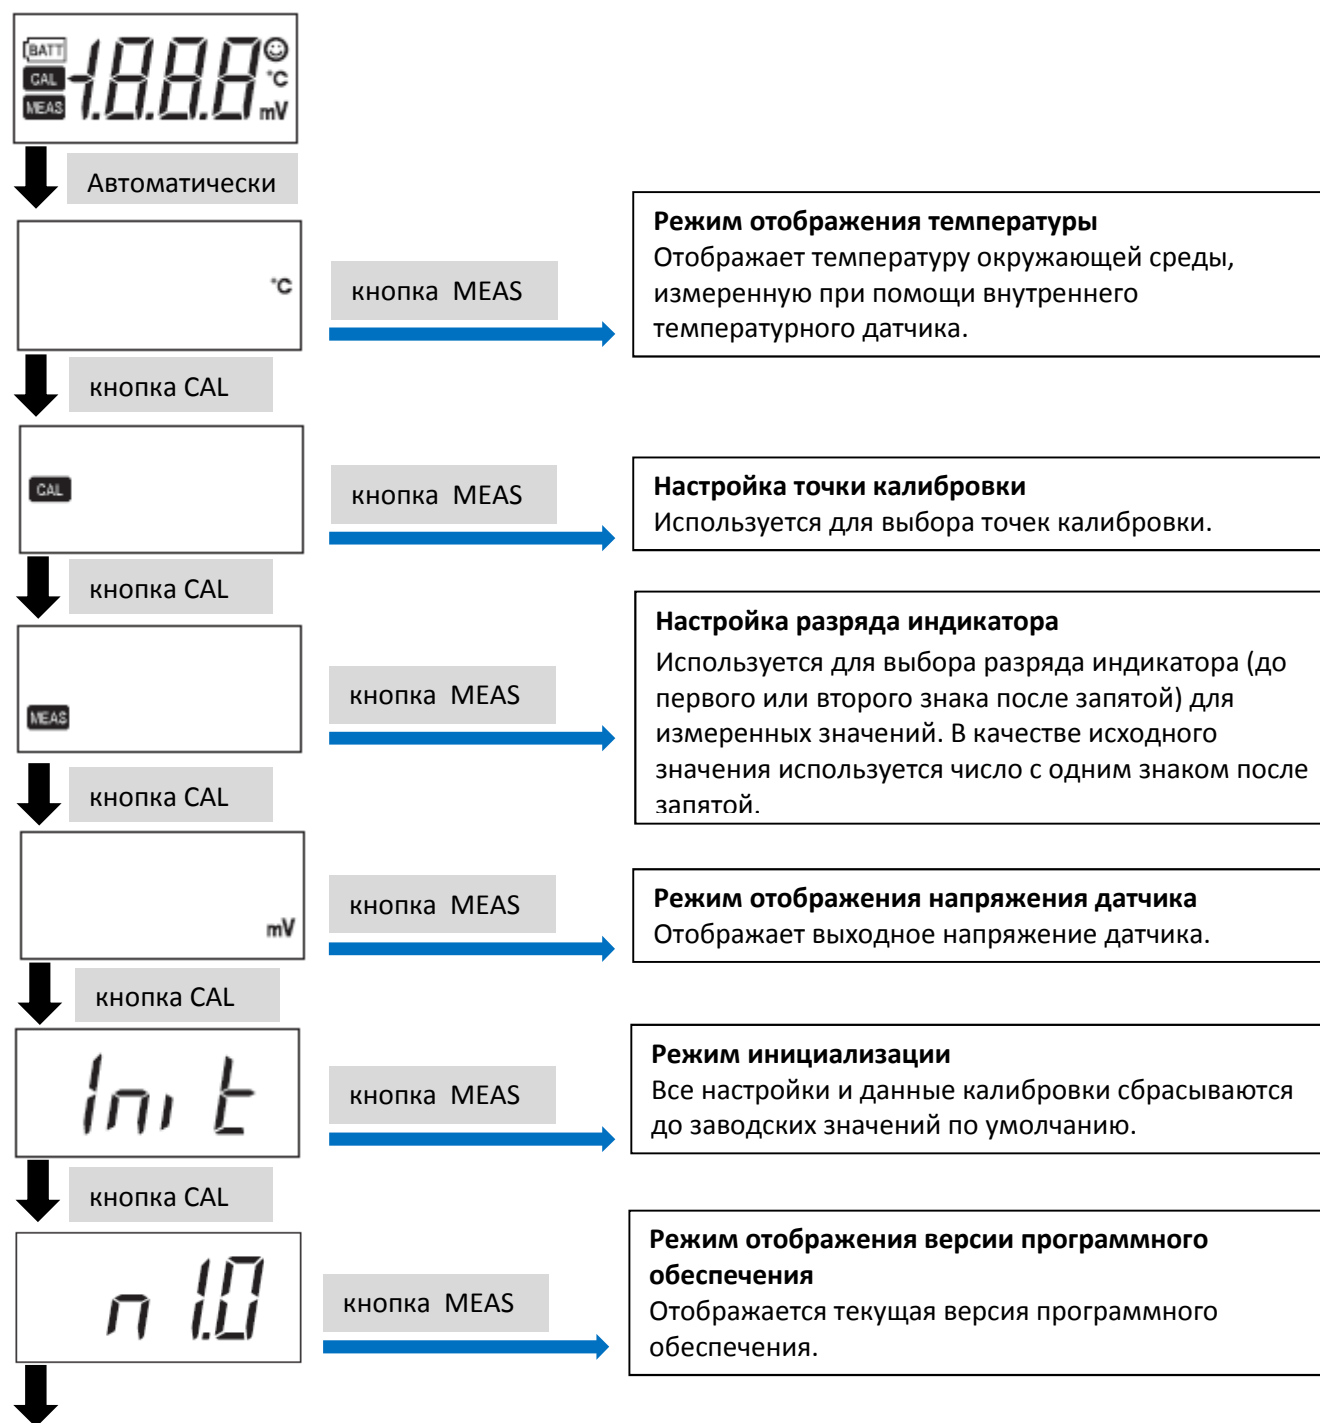 BATT
CAL
MEAS
-1.8.8.8
°C
mV
Автоматически
°C
кнопка MEAS
Режим отображения температуры
Отображает температуру окружающей среды,
измеренную при помощи внутреннего
температурного датчика.
кнопка CAL
CAL
кнопка MEAS
Настройка точки калибровки
Используется для выбора точек калибровки.
кнопка CAL
MEAS
кнопка MEAS
Настройка разряда индикатора
Используется для выбора разряда индикатора (до
первого или второго знака после запятой) для
измеренных значений. В качестве исходного
значения используется число с одним знаком после
запятой.
кнопка CAL
mV
кнопка MEAS
Режим отображения напряжения датчика
Отображает выходное напряжение датчика.
кнопка CAL
Init
кнопка MEAS
Режим инициализации
Все настройки и данные калибровки сбрасываются
до заводских значений по умолчанию.
кнопка CAL
n 1.0
кнопка MEAS
Режим отображения версии программного
обеспечения
Отображается текущая версия программного
обеспечения.